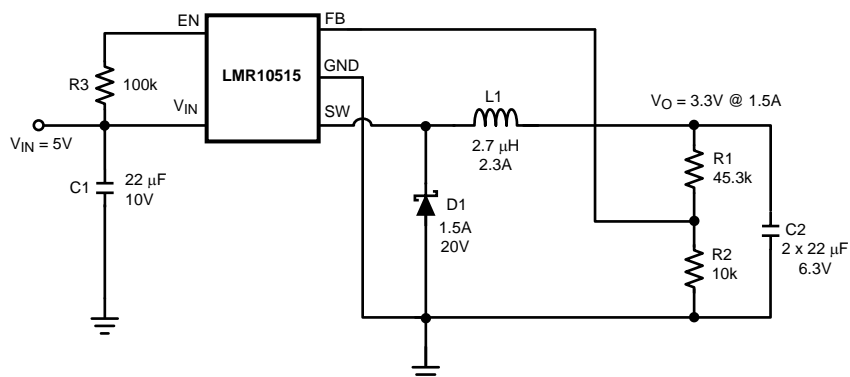 EN
FB
LMR10515
GND
R3
100k
V_IN
SW
L1
V_O = 3.3V @ 1.5A
V_IN = 5V
2.7 μH
2.3A
R1
45.3k
C1
22 μF
10V
D1
1.5A
20V
R2
10k
C2
2 x 22 μF
6.3V